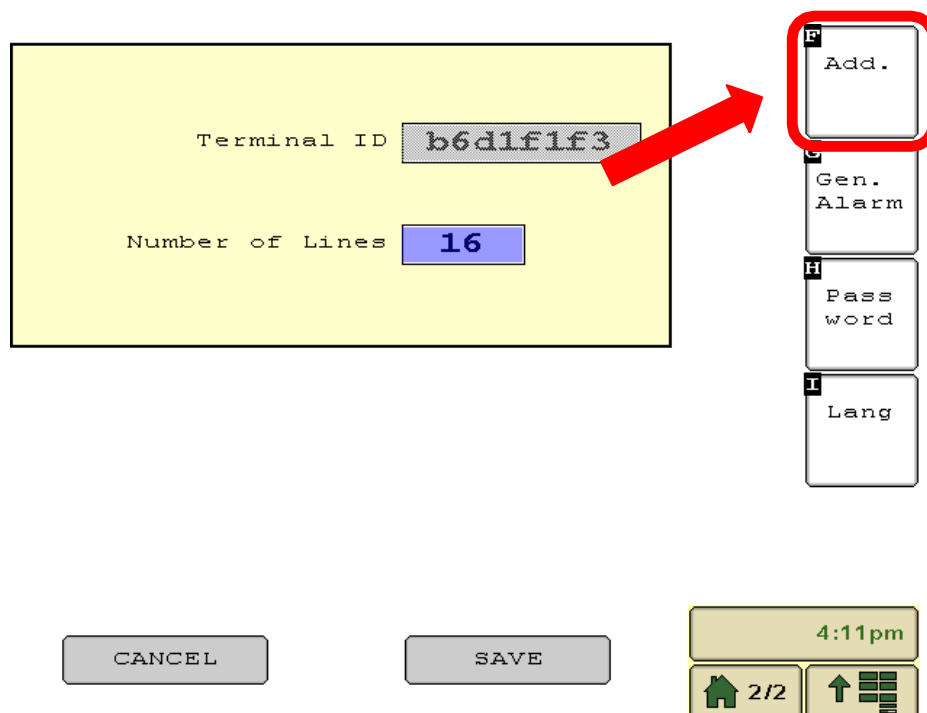 F
Add.
Terminal ID b6d1f1f3
G
Gen.
Alarm
Number of Lines 16
H
Pass
word
I
Lang
4:11pm
CANCEL
SAVE
2/2